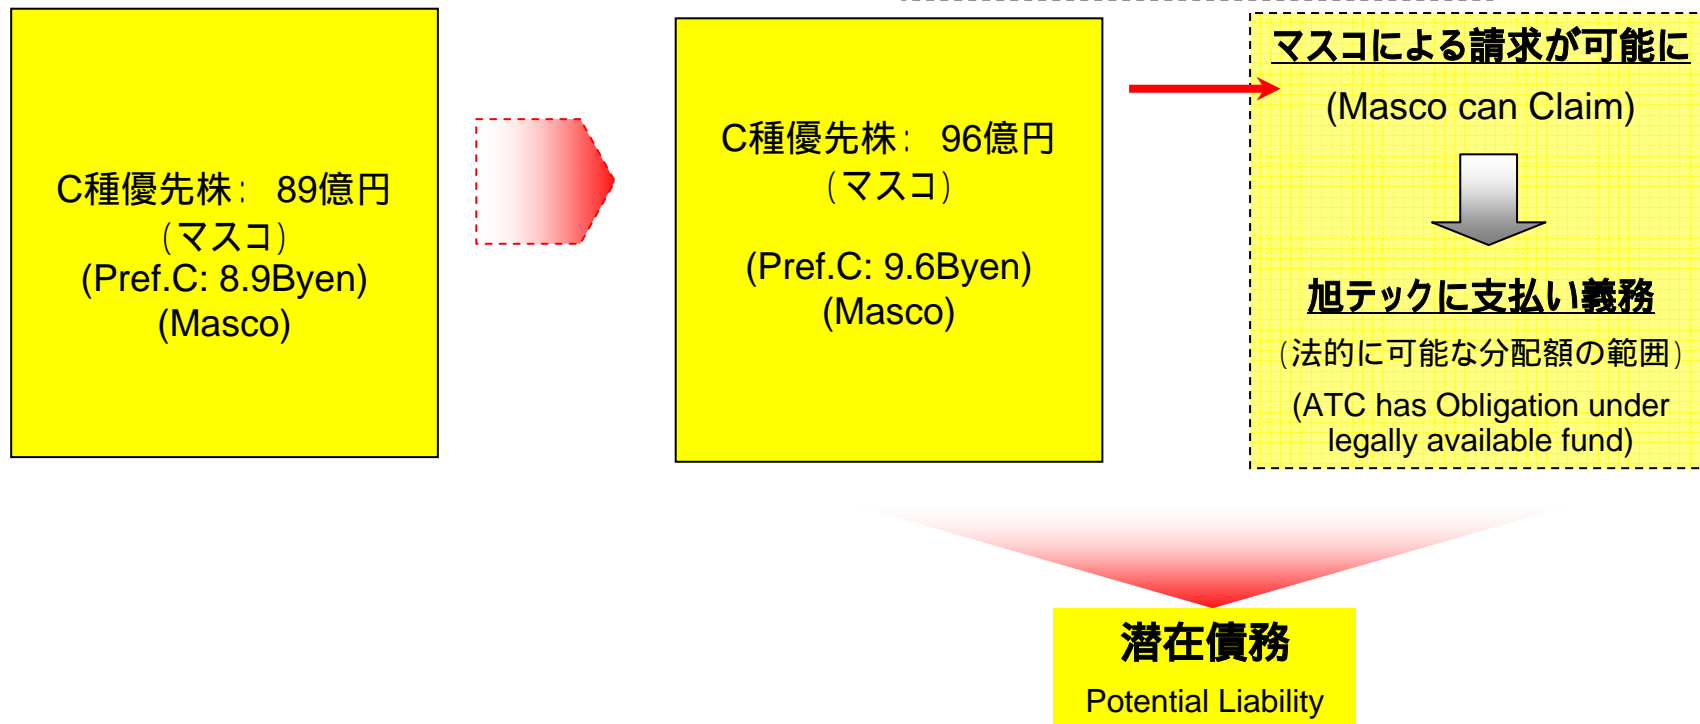 C種優先株： 89億円
（マスコ）
(Pref.C: 8.9Byen)
(Masco)
C種優先株： 96億円
（マスコ）
(Pref.C: 9.6Byen)
(Masco)
マスコによる請求が可能に
(Masco can Claim)
旭テックに支払い義務
（法的に可能な分配額の範囲）
(ATC has Obligation under
legally available fund)
潜在債務
Potential Liability